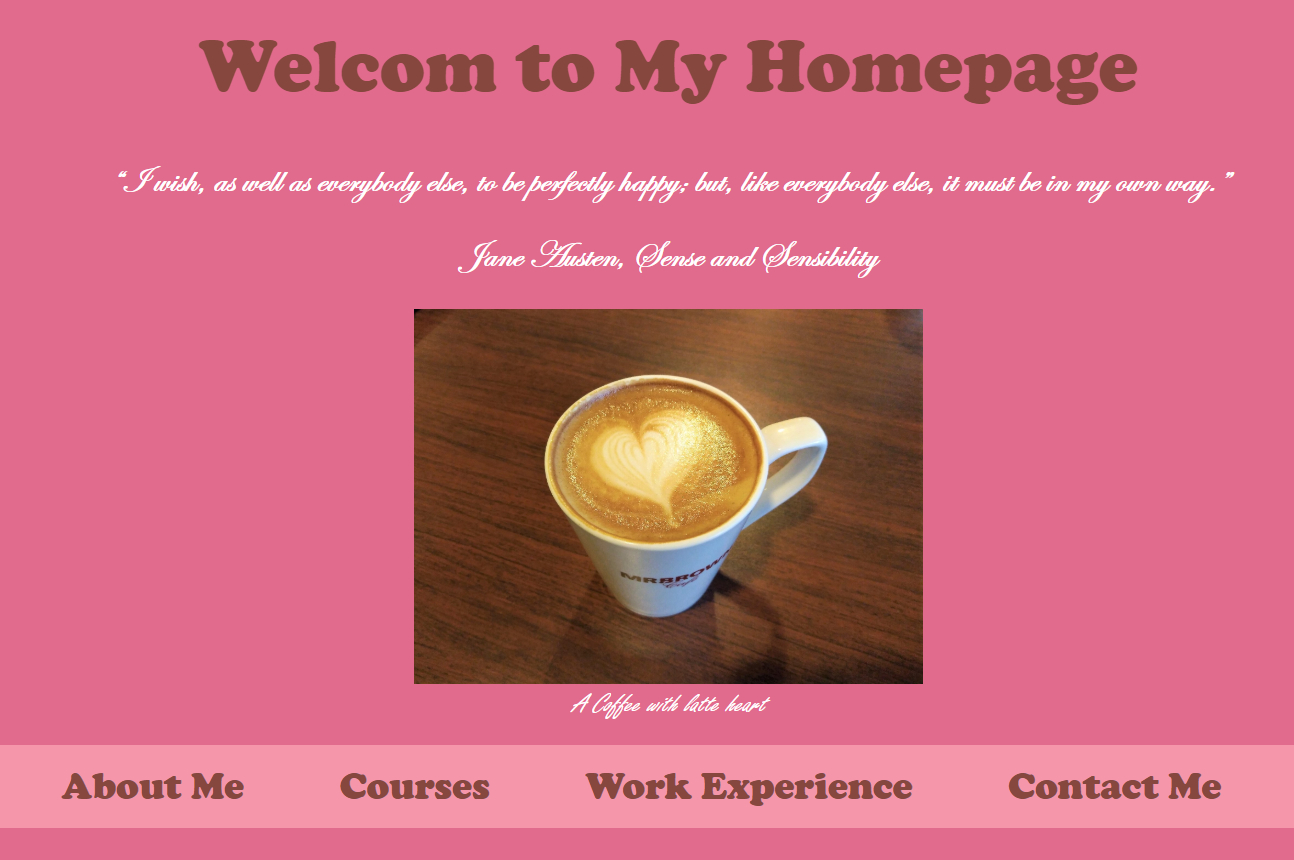 Welcom to My Homepage
“I wish, as well as everybody else, to be perfectly happy; but, like everybody else, it must be in my own way.”
Jane Austen, Sense and Sensibility
MRBROWN
Café
A Coffee with latte heart
About Me Courses Work Experience Contact Me